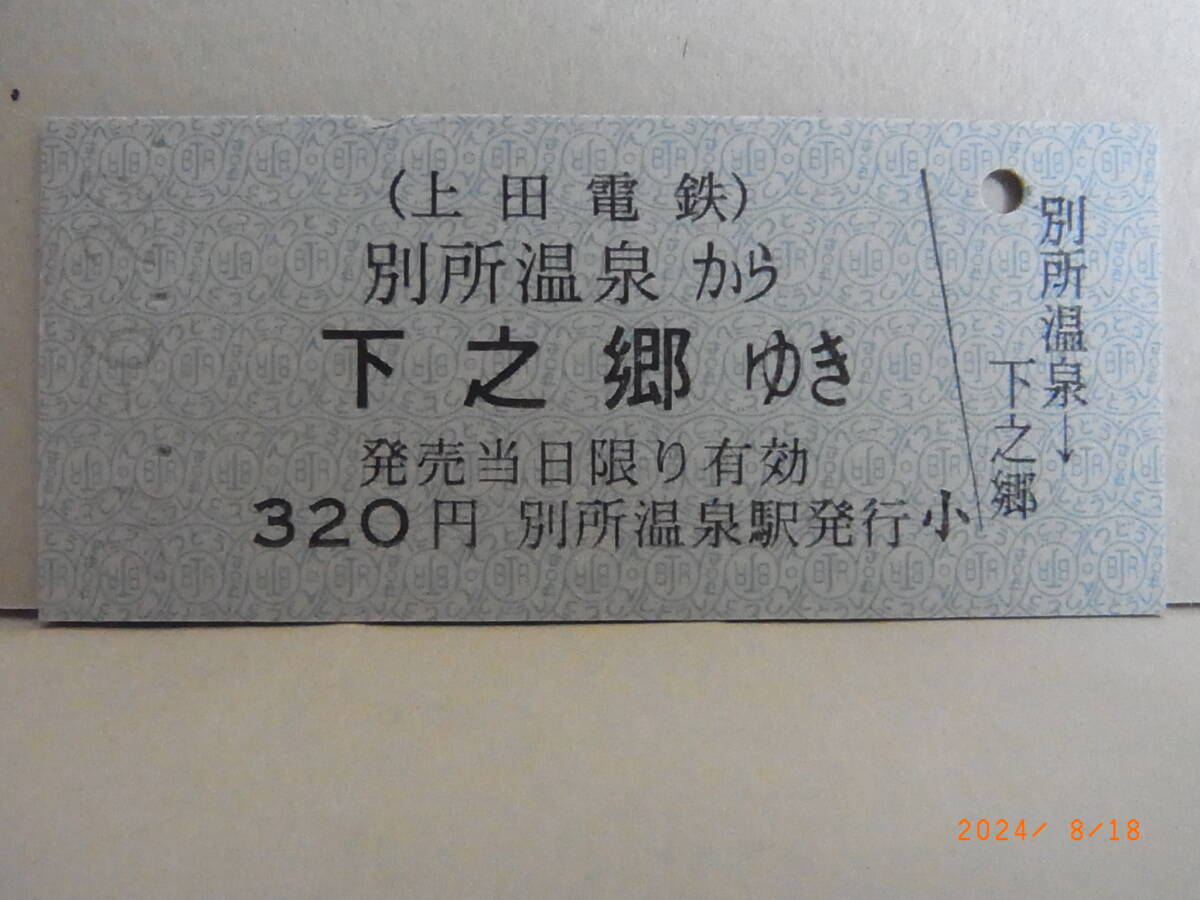 (上田電鉄)
別所温泉から
下之郷ゆき
発売当日限り有効
320円 別所温泉駅発行 小
別所温泉→
下之郷
2024/ 8/18